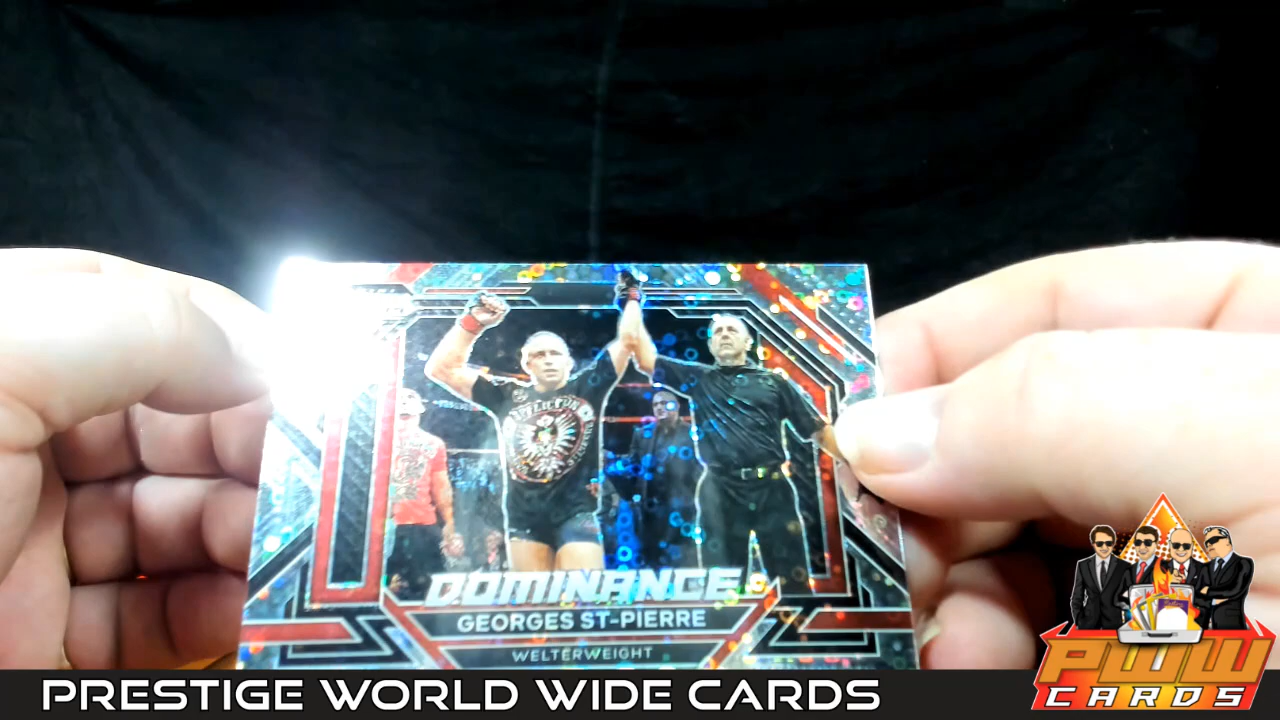 DOMINANCE
GEORGES ST-PIERRE
WELTERWEIGHT
PRESTIGE WORLD WIDE CARDS
PWW
CARDS